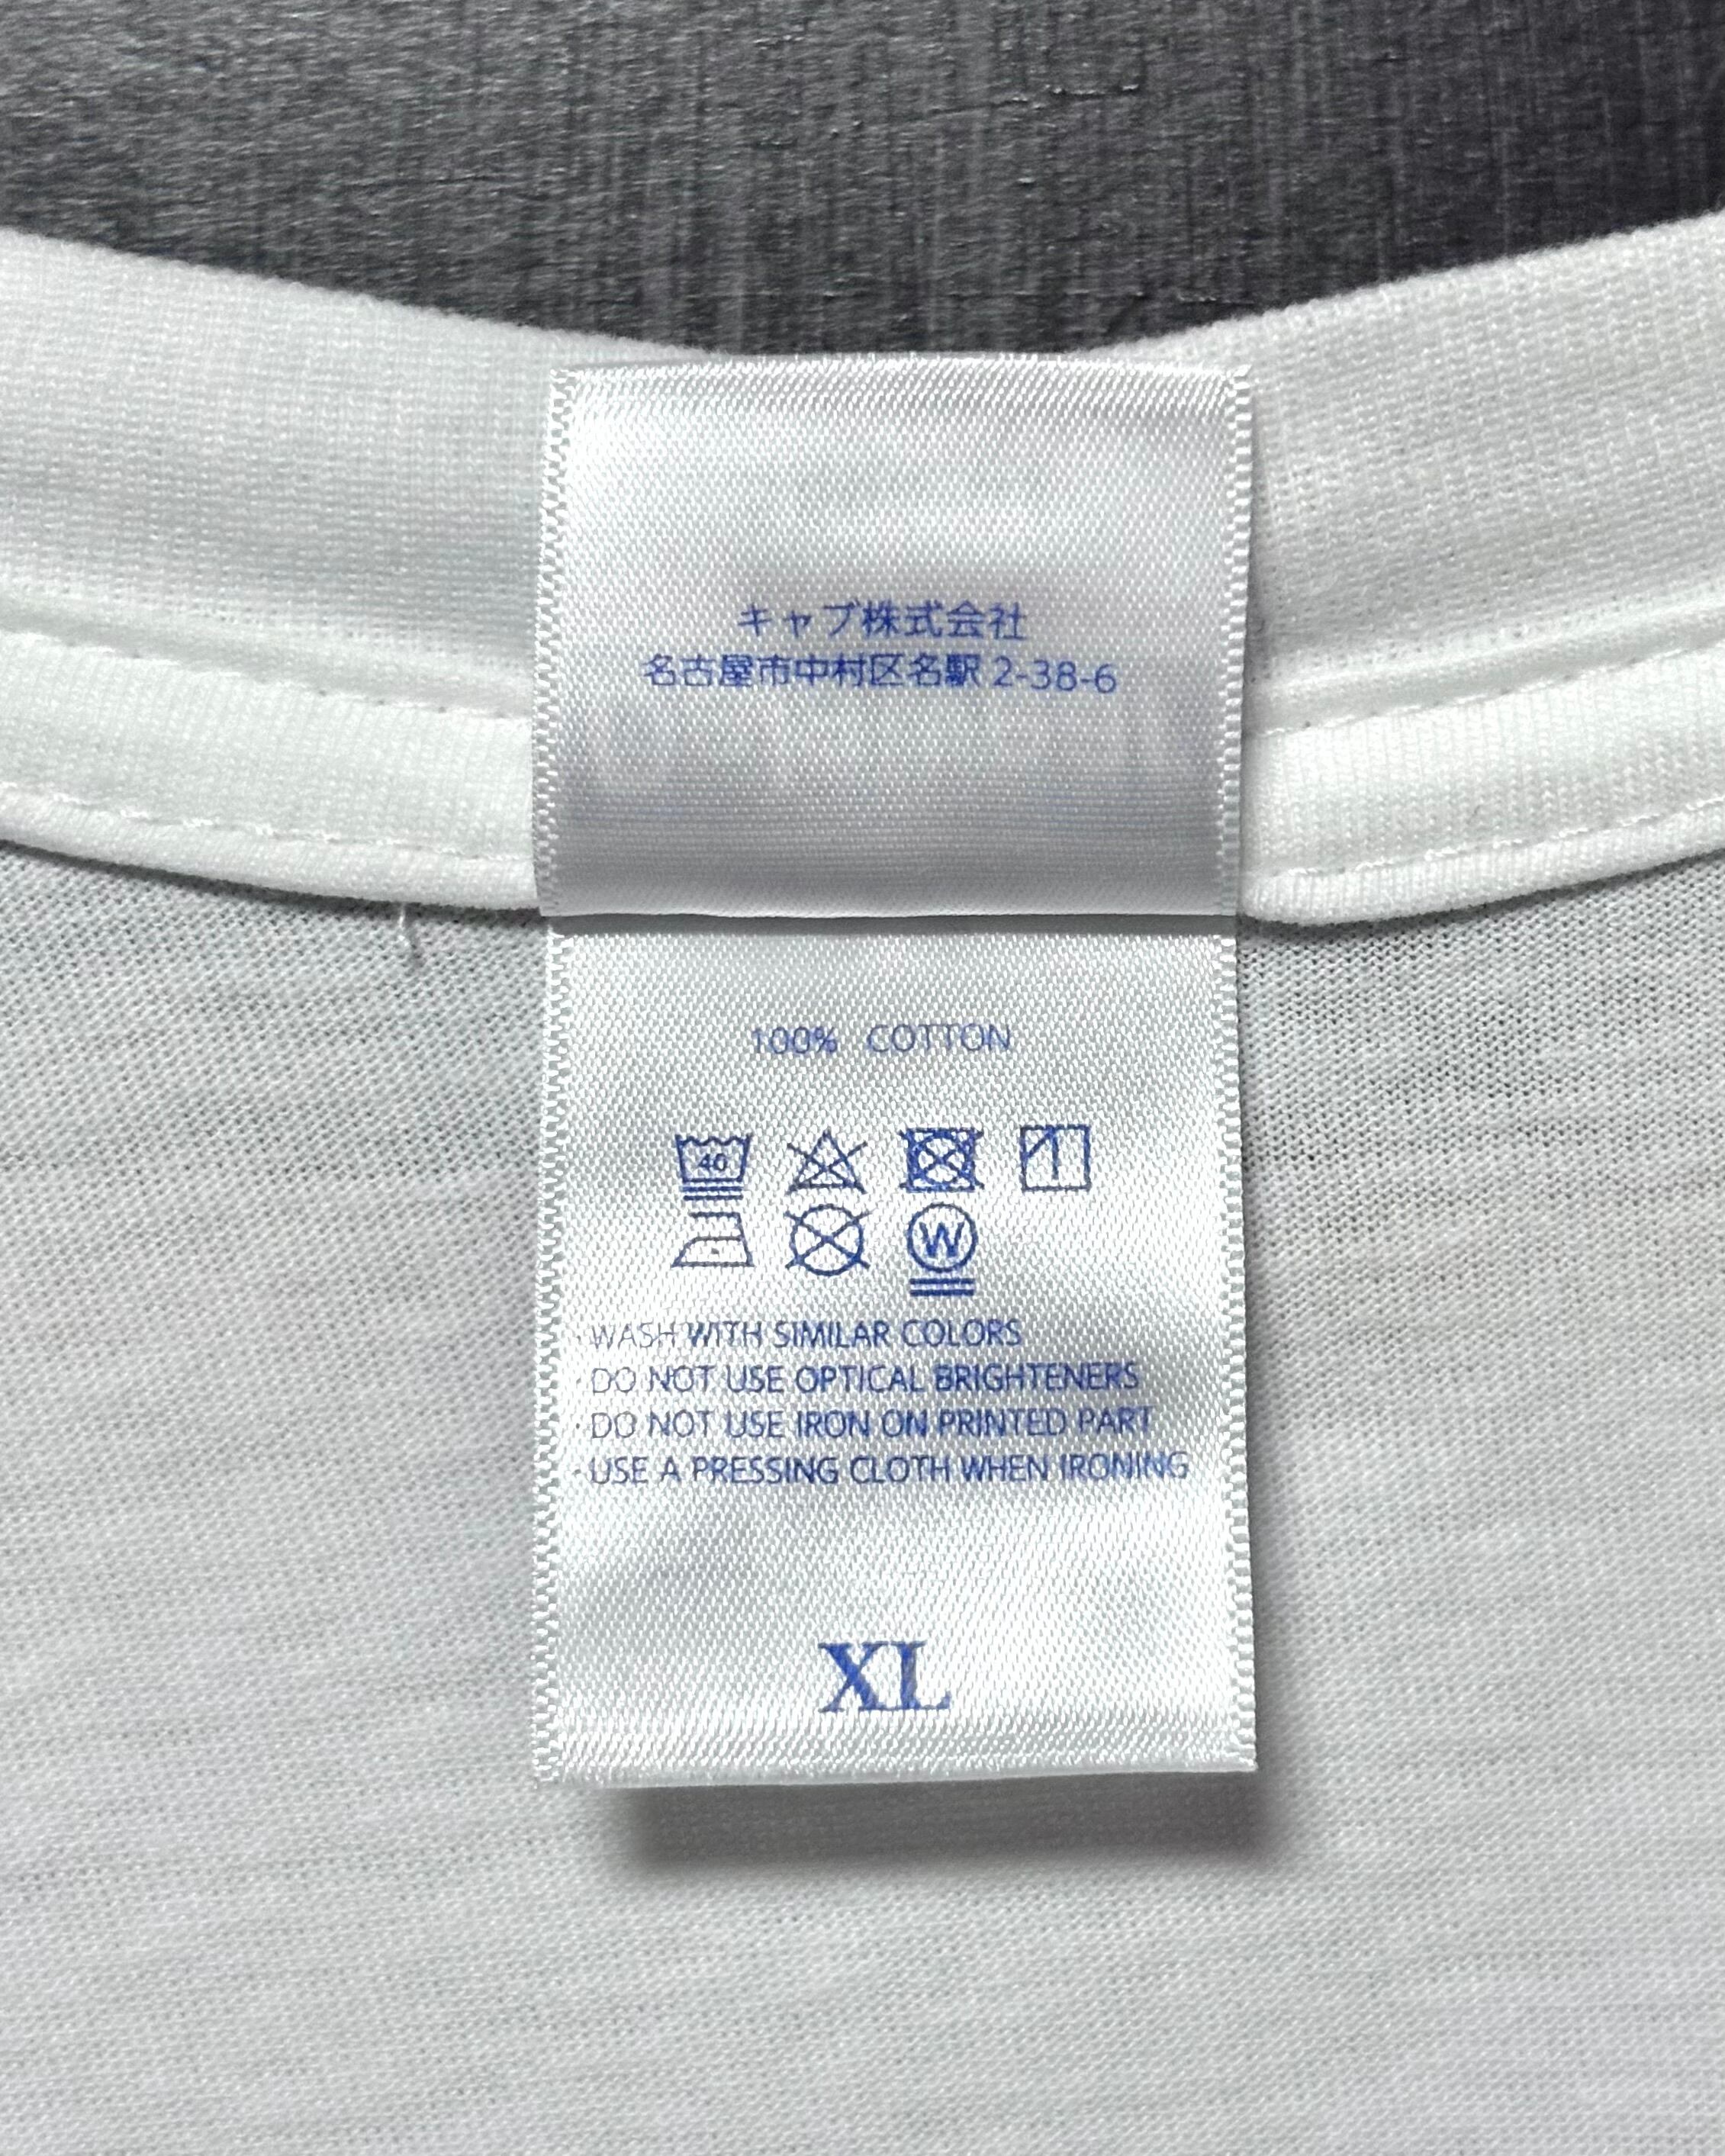 キャブ株式会社
名古屋市中村区名駅 2-38-6
100% COTTON
40
W
· WASH WITH SIMILAR COLORS
· DO NOT USE OPTICAL BRIGHTENERS
· DO NOT USE IRON ON PRINTED PART
· USE A PRESSING CLOTH WHEN IRONING
XL